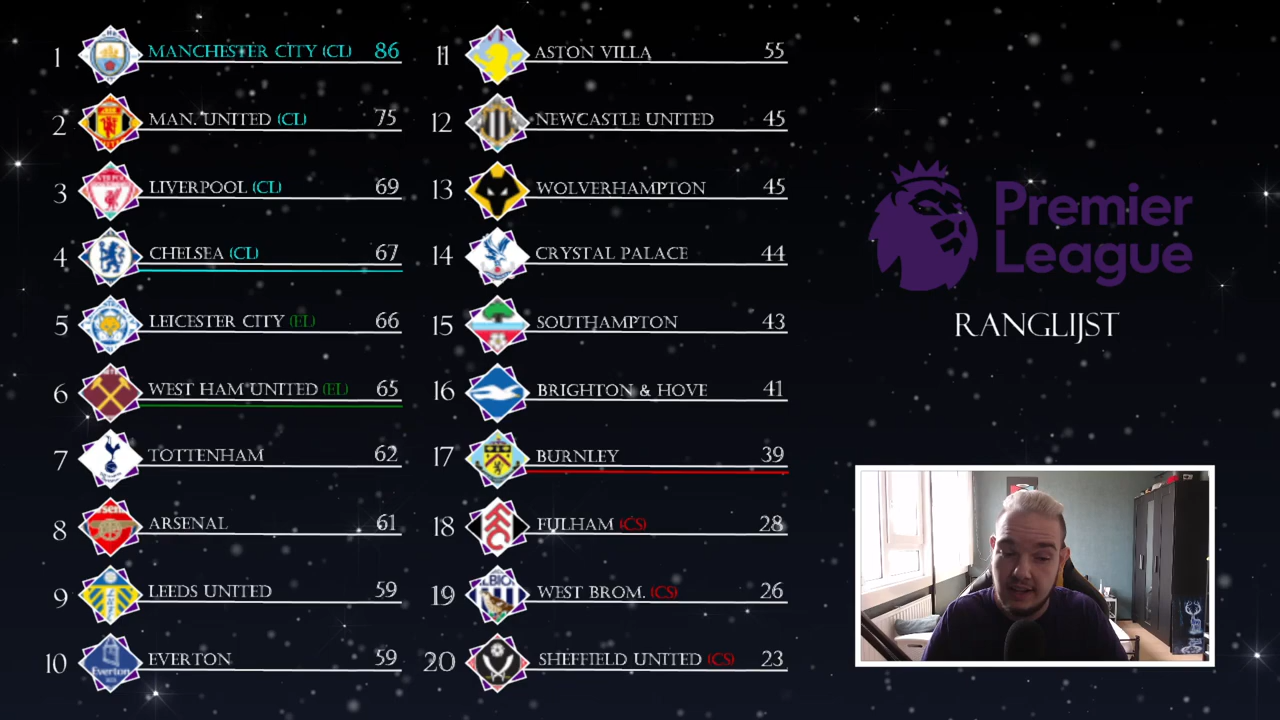 1 MANCHESTER CITY (CL) 86
2 MAN. UNITED (CL) 75
3 LIVERPOOL (CL) 69
4 CHELSEA (CL) 67
5 LEICESTER CITY (EL) 66
6 WEST HAM UNITED (EL) 65
7 TOTTENHAM 62
8 ARSENAL 61
9 LEEDS UNITED 59
10 EVERTON 59
Everton
11 ASTON VILLA 55
12 NEWCASTLE UNITED 45
13 WOLVERHAMPTON 45
14 CRYSTAL PALACE 44
15 SOUTHAMPTON 43
16 BRIGHTON & HOVE 41
17 BURNLEY 39
18 FULHAM (CS) 28
19 WEST BROM. (CS) 26
20 SHEFFIELD UNITED (CS) 23
Premier
League
RANGLIJST